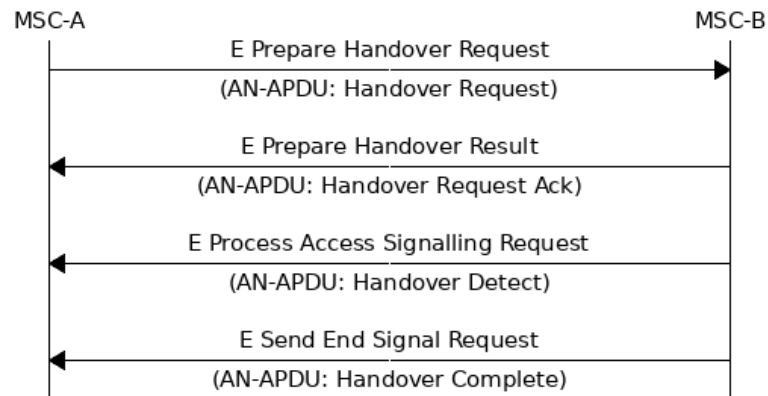 MSC-A MSC-B
E Prepare Handover Request
(AN-APDU: Handover Request)
E Prepare Handover Result
(AN-APDU: Handover Request Ack)
E Process Access Signalling Request
(AN-APDU: Handover Detect)
E Send End Signal Request
(AN-APDU: Handover Complete)